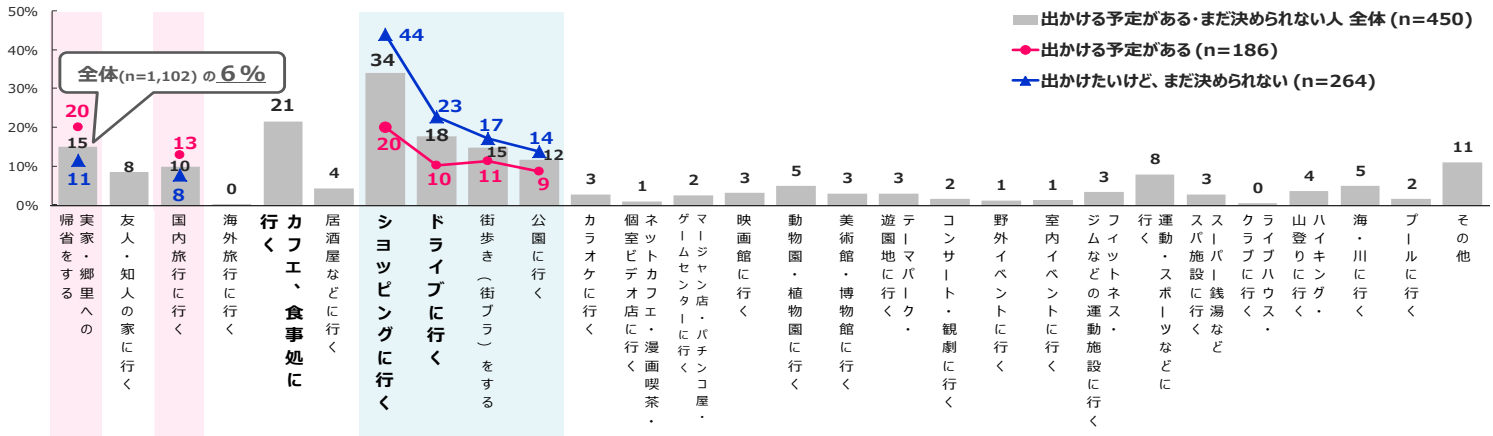 50%
40%
30%
20%
10%
0%
出かける予定がある・まだ決められない人 全体 (n=450)
出かける予定がある (n=186)
出かけたいけど、まだ決められない (n=264)
全体(n=1,102) の 6%
20
15
11
8
13
10
8
0
21
4
44
34
20
23
18
10
17
15
11
14
12
9
3
1
2
3
5
3
3
2
1
1
3
8
3
0
4
5
2
11
実家・郷里への
帰省をする
友人・知人の家に行く
国内旅行に行く
海外旅行に行く
カフェ、食事処に
行く
居酒屋などに行く
ショッピングに行く
ドライブに行く
街歩き(街ブラ)をする
公園に行く
カラオケに行く
ネットカフェ・漫画喫茶・
個室ビデオ店に行く
マージャン店・パチンコ屋・
ゲームセンターに行く
映画館に行く
動物園・植物園に行く
美術館・博物館に行く
テーマパーク・
遊園地に行く
コンサート・観劇に行く
野外イベントに行く
室内イベントに行く
フィットネス・
ジムなどの運動施設に行く
運動・スポーツなどに
行く
スーパー銭湯など
スパ施設に行く
ライブハウス・
クラブに行く
ハイキング・
山登りに行く
海・川に行く
プールに行く
その他